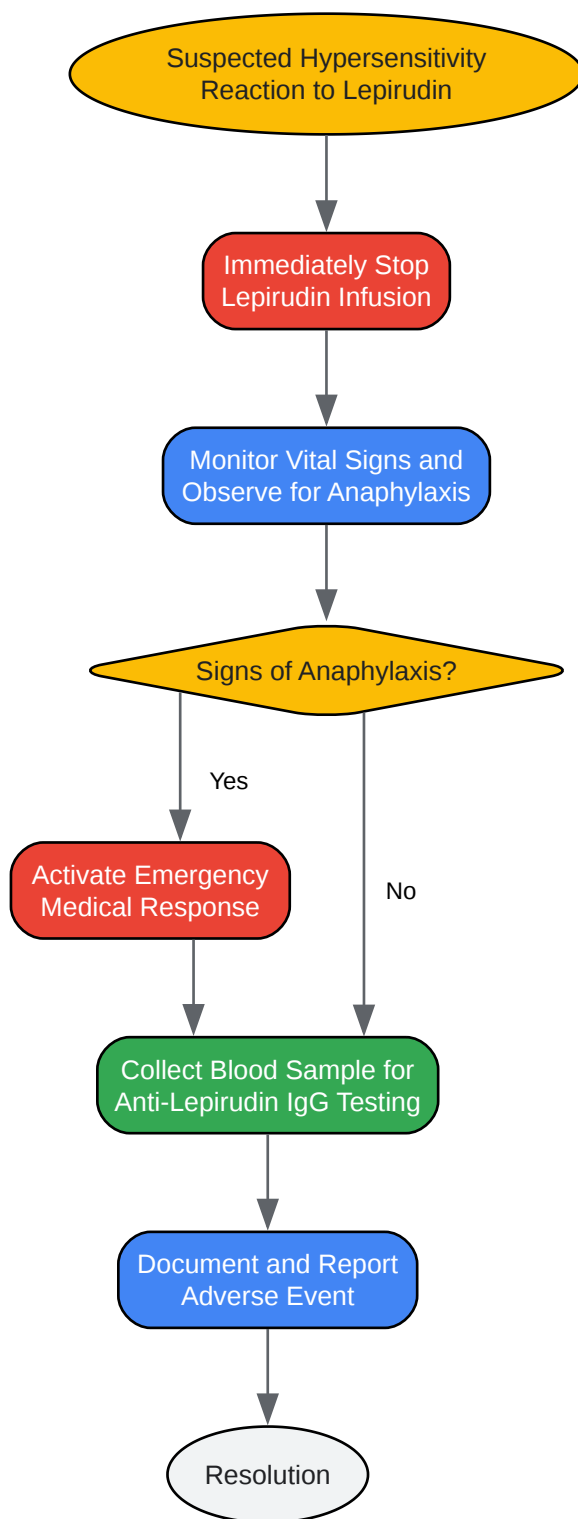 Suspected Hypersensitivity
Reaction to Lepirudin
Immediately Stop
Lepirudin Infusion
Monitor Vital Signs and
Observe for Anaphylaxis
Signs of Anaphylaxis?
Yes
Activate Emergency
Medical Response
No
Collect Blood Sample for
Anti-Lepirudin IgG Testing
Document and Report
Adverse Event
Resolution